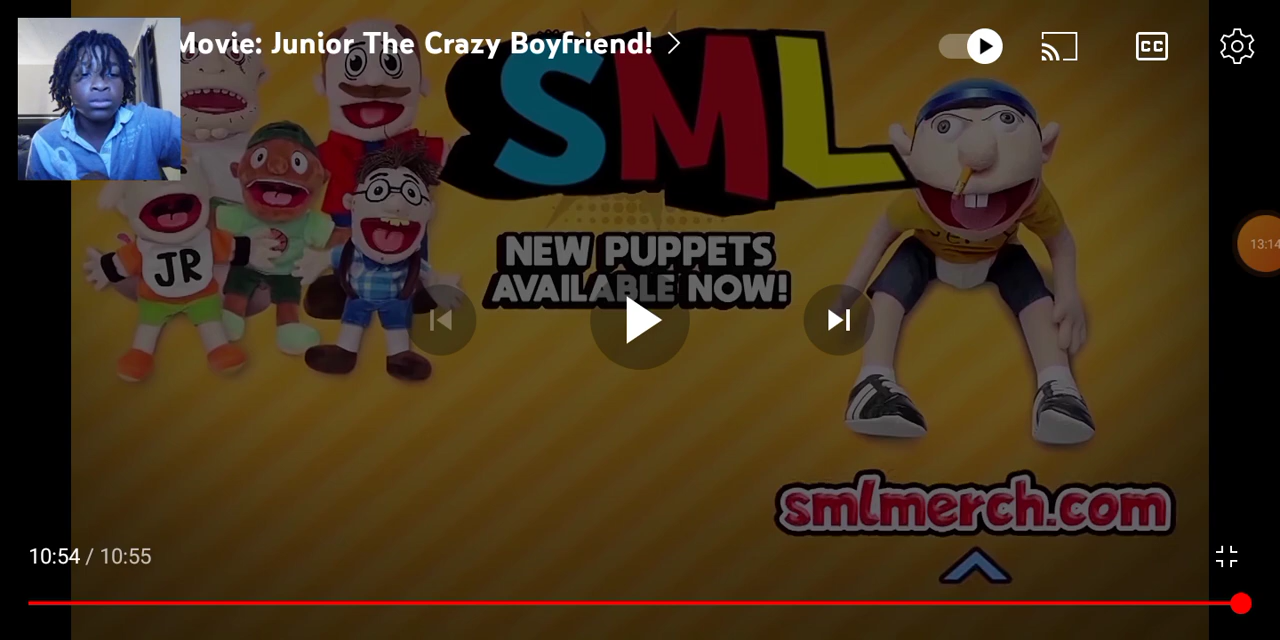 Movie: Junior The Crazy Boyfriend!
CC
SML
13:14
JR
NEW PUPPETS
AVAILABLE NOW!
smlmerch.com
10:54 / 10:55